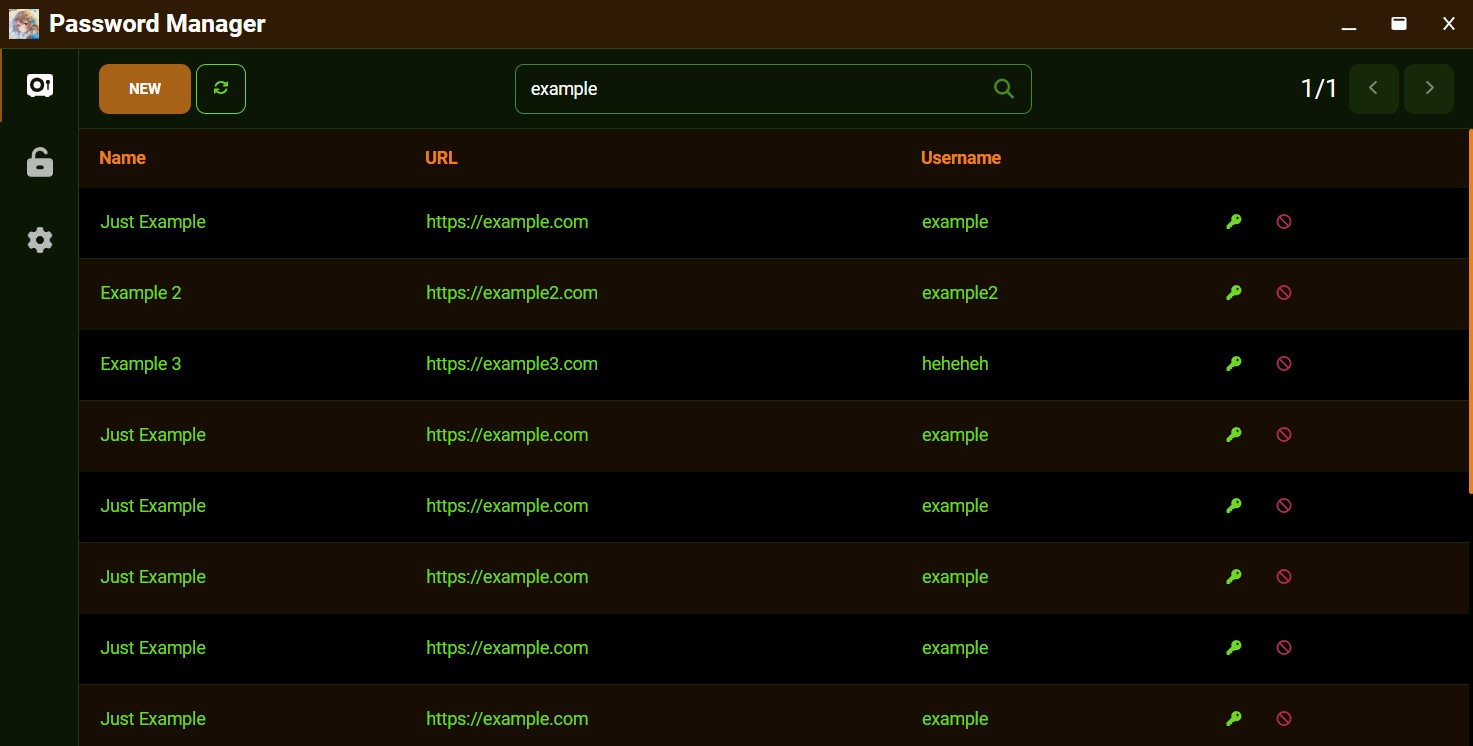 Password Manager
NEW
example
1/1
Name URL Username
Just Example https://example.com example
Example 2 https://example2.com example2
Example 3 https://example3.com heheheh
Just Example https://example.com example
Just Example https://example.com example
Just Example https://example.com example
Just Example https://example.com example
Just Example https://example.com example